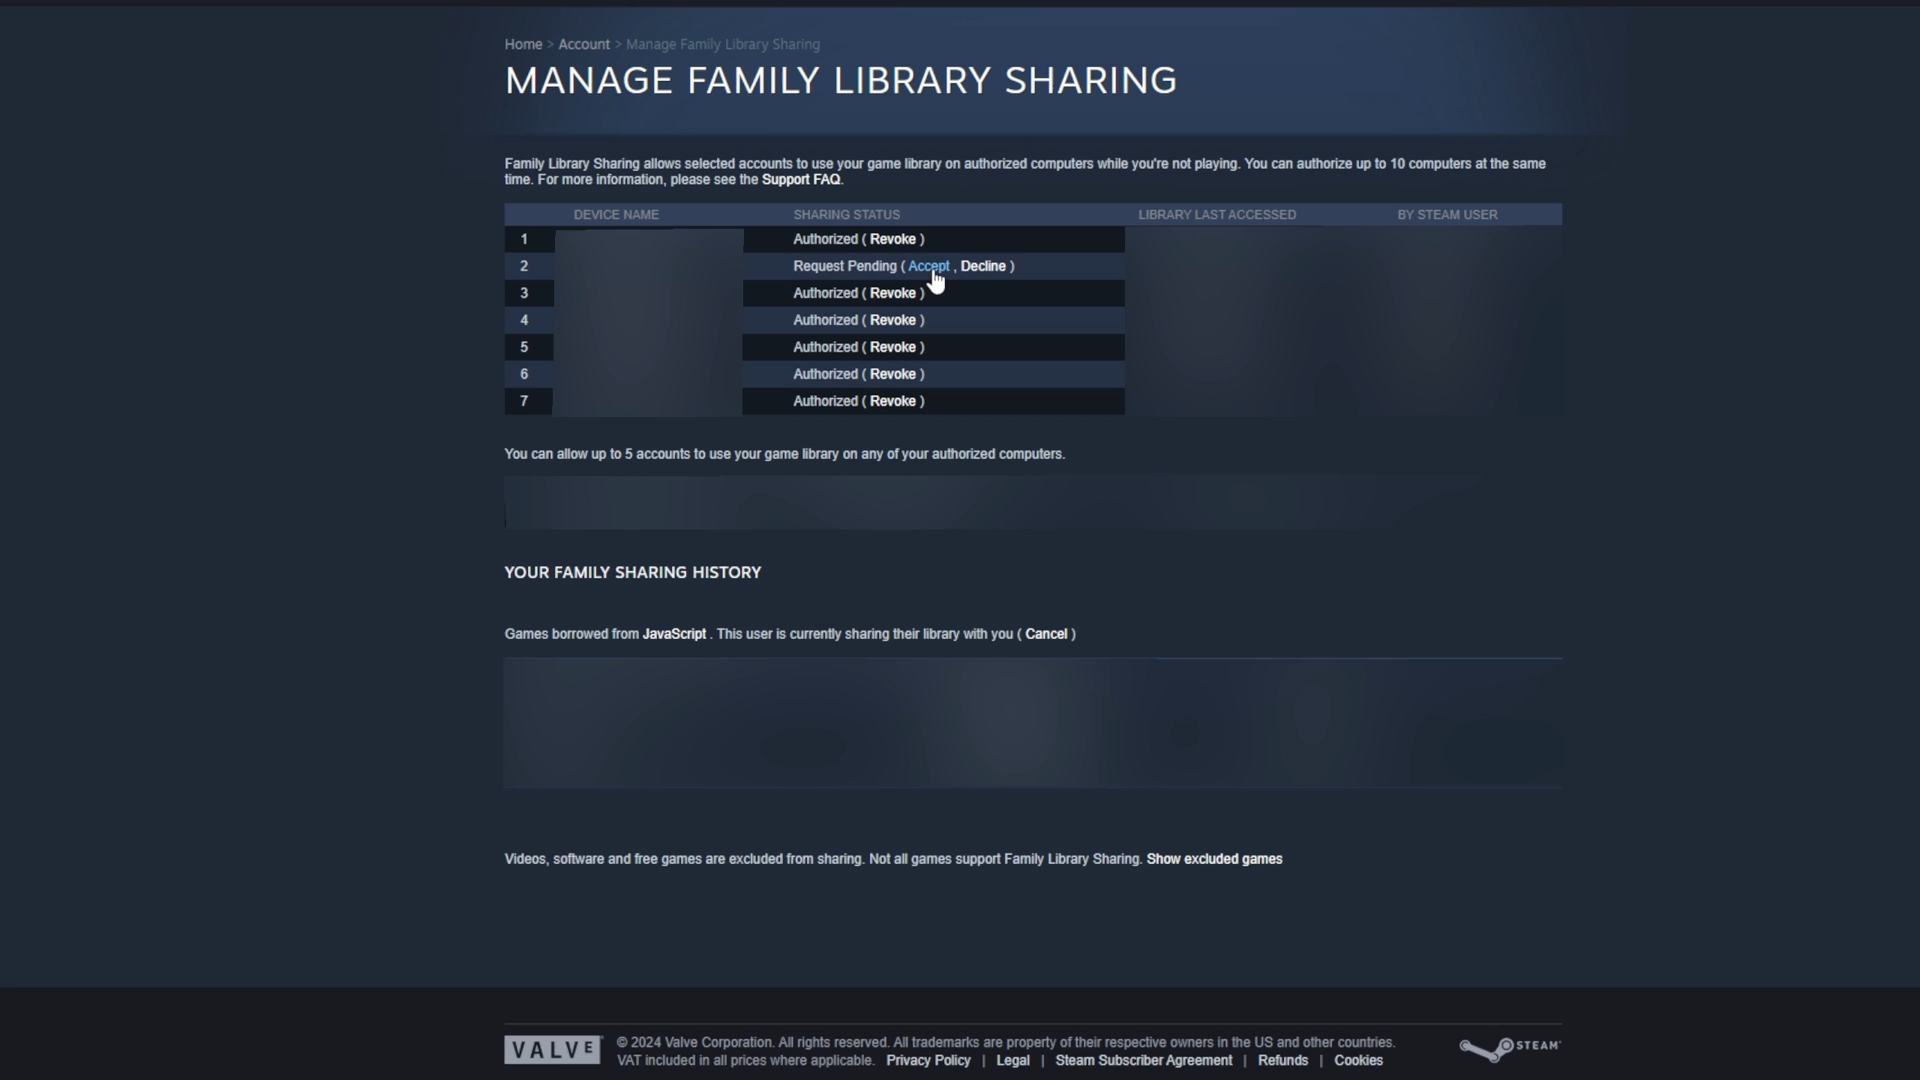 Home > Account > Manage Family Library Sharing
MANAGE FAMILY LIBRARY SHARING
Family Library Sharing allows selected accounts to use your game library on authorized computers while you're not playing. You can authorize up to 10 computers at the same
time. For more information, please see the Support FAQ.
DEVICE NAME SHARING STATUS LIBRARY LAST ACCESSED BY STEAM USER
1 Authorized ( Revoke )
2 Request Pending ( Accept , Decline )
3 Authorized ( Revoke )
4 Authorized ( Revoke )
5 Authorized ( Revoke )
6 Authorized ( Revoke )
7 Authorized ( Revoke )
You can allow up to 5 accounts to use your game library on any of your authorized computers.
YOUR FAMILY SHARING HISTORY
Games borrowed from JavaScript . This user is currently sharing their library with you ( Cancel )
Videos, software and free games are excluded from sharing. Not all games support Family Library Sharing. Show excluded games
VALVE © 2024 Valve Corporation. All rights reserved. All trademarks are property of their respective owners in the US and other countries.
VAT included in all prices where applicable. Privacy Policy | Legal | Steam Subscriber Agreement | Refunds | Cookies
STEAM